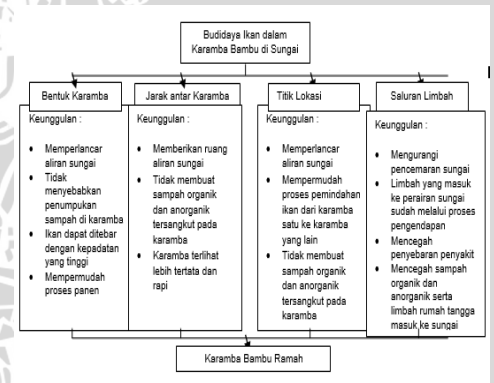 Budidaya Ikan dalam
Karamba Bambu di Sungai
Bentuk Karamba
Keunggulan :
• Memperlancar
aliran sungai
• Tidak
menyebabkan
penumpukan
sampah di karamba
• Ikan dapat ditebar
dengan kepadatan
yang tinggi
• Mempermudah
proses panen
Jarak antar Karamba
Keunggulan :
• Memberikan ruang
aliran sungai
• Tidak membuat
sampah organik
dan anorganik
tersangkut pada
karamba
• Karamba terlihat
lebih tertata dan
rapi
Titik Lokasi
Keunggulan :
• Memperlancar
aliran sungai
• Mempermudah
proses pemindahan
ikan dari karamba
satu ke karamba
yang lain
• Tidak membuat
sampah organik
dan anorganik
tersangkut pada
karamba
Saluran Limbah
Keunggulan :
• Mengurangi
pencemaran sungai
• Limbah yang masuk
ke perairan sungai
sudah melalui proses
pengendapan
• Mencegah
penyebaran penyakit
• Mencegah sampah
organik dan
anorganik serta
limbah rumah tangga
masuk ke sungai
Karamba Bambu Ramah